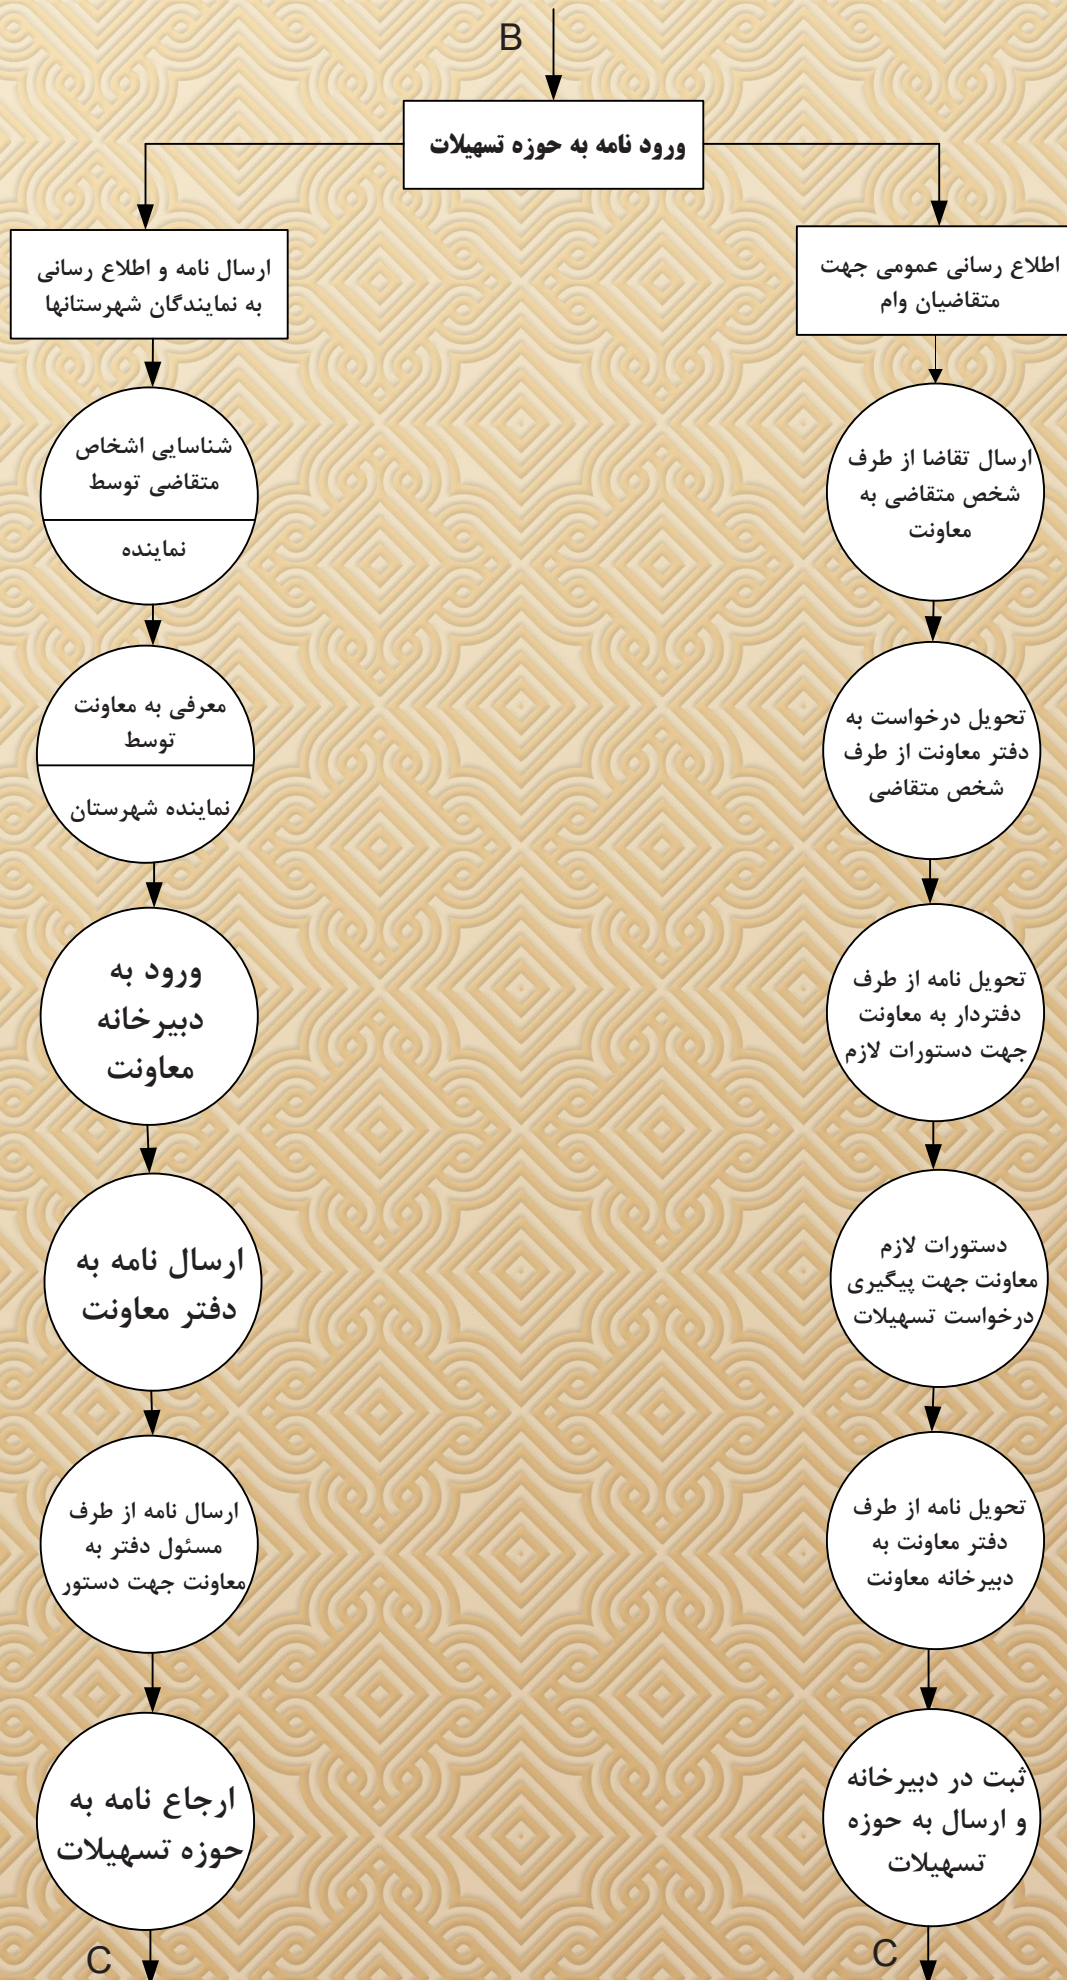 B
ورود نامه به حوزه تسهیلات
اطلاع رسانی عمومی جهت
متقاضیان وام
ارسال تقاضا از طرف
شخص متقاضی به
معاونت
تحویل درخواست به
دفتر معاونت از طرف
شخص متقاضی
تحویل نامه از طرف
دفتردار به معاونت
جهت دستورات لازم
دستورات لازم
معاونت جهت پیگیری
درخواست تسهیلات
تحویل نامه از طرف
دفتر معاونت به
دبیرخانه معاونت
ثبت در دبیرخانه
و ارسال به حوزه
تسهیلات
C
ارسال نامه و اطلاع رسانی
به نمایندگان شهرستانها
شناسایی اشخاص
متقاضی توسط
نماینده
معرفی به معاونت
توسط
نماینده شهرستان
ورود به
دبیرخانه
معاونت
ارسال نامه به
دفتر معاونت
ارسال نامه از طرف
مسئول دفتر به
معاونت جهت دستور
ارجاع نامه به
حوزه تسهیلات
C